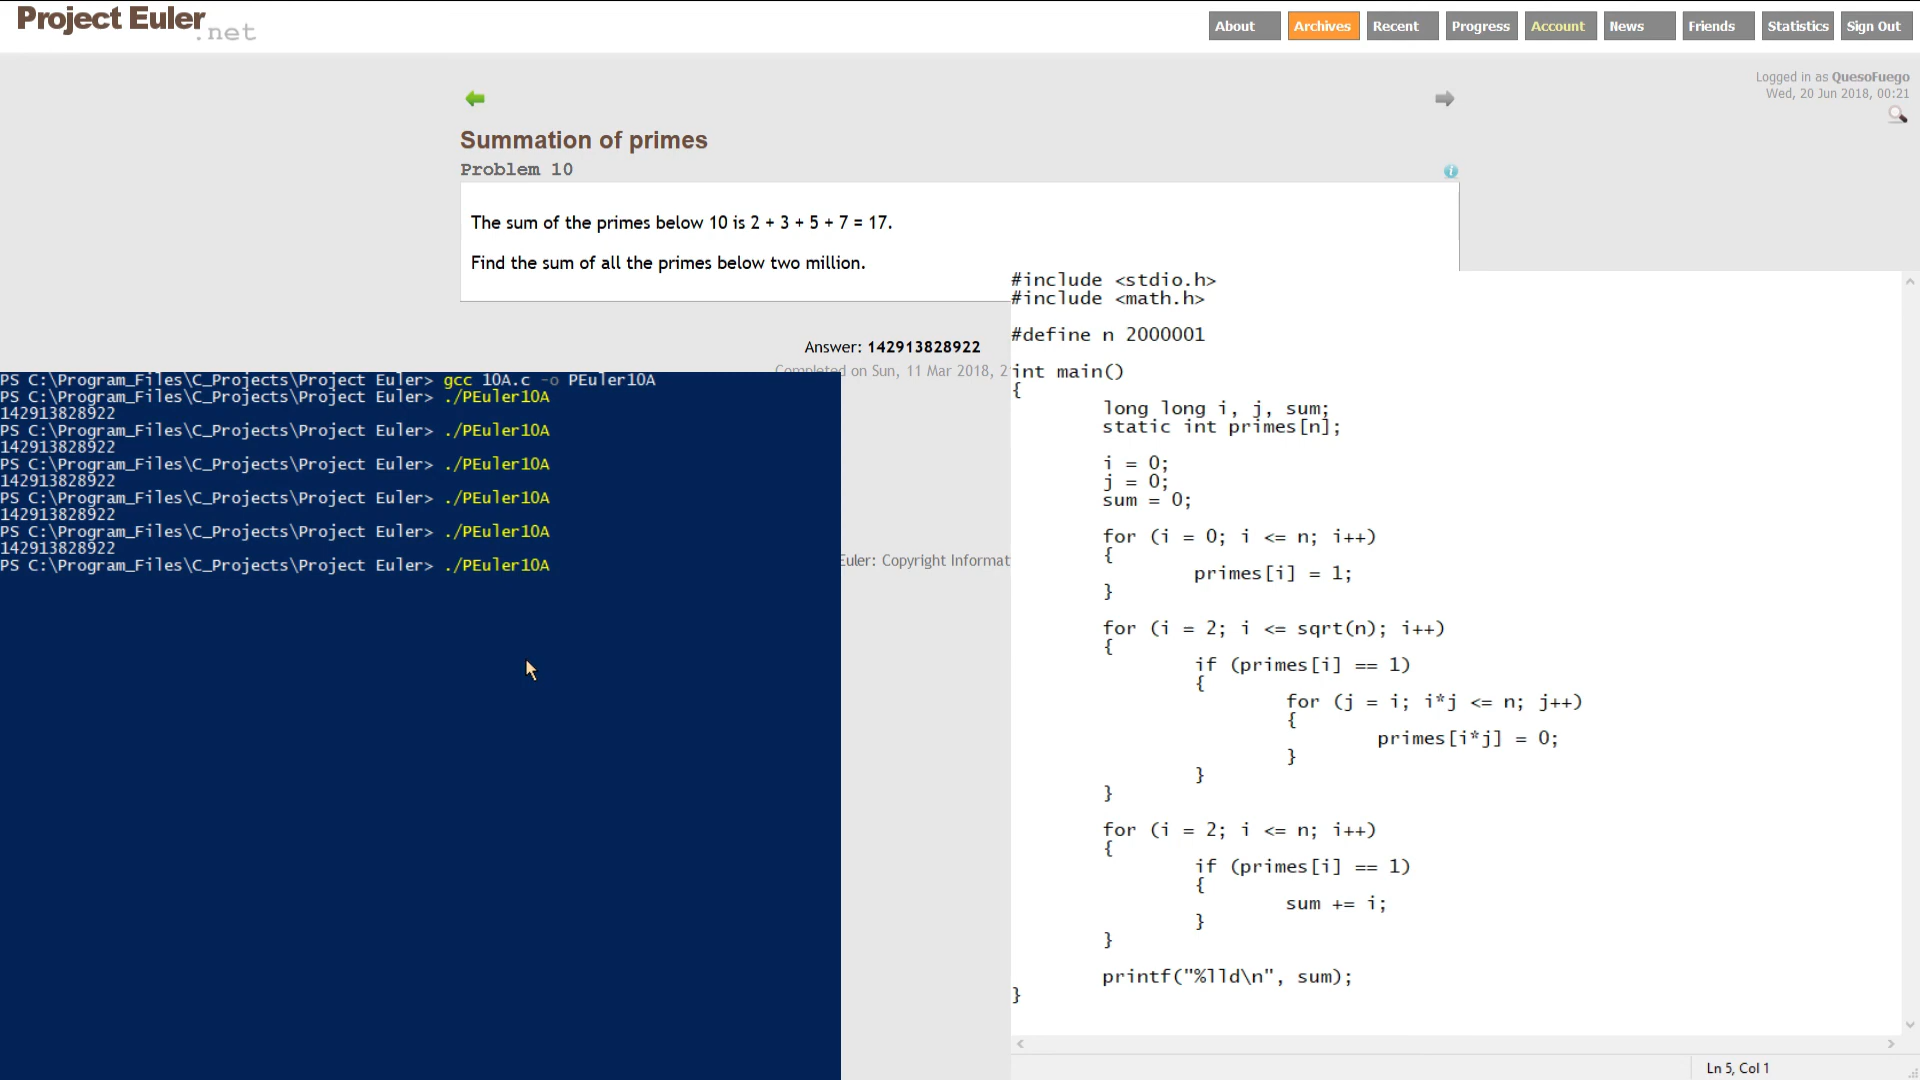 Project Euler
.net
About Archives Recent Progress Account News Friends Statistics Sign Out
Logged in as QuesoFuego
Wed, 20 Jun 2018, 00:21
Summation of primes
Problem 10
The sum of the primes below 10 is 2 + 3 + 5 + 7 = 17.
Find the sum of all the primes below two million.
Answer: 142913828922
Completed on Sun, 11 Mar 2018, 2
Euler: Copyright Informat
PS C:\Program_Files\C_Projects\Project Euler> gcc 10A.c -o PEuler10A
PS C:\Program_Files\C_Projects\Project Euler> ./PEuler10A
142913828922
PS C:\Program_Files\C_Projects\Project Euler> ./PEuler10A
142913828922
PS C:\Program_Files\C_Projects\Project Euler> ./PEuler10A
142913828922
PS C:\Program_Files\C_Projects\Project Euler> ./PEuler10A
142913828922
PS C:\Program_Files\C_Projects\Project Euler> ./PEuler10A
142913828922
PS C:\Program_Files\C_Projects\Project Euler> ./PEuler10A
#include <stdio.h>
#include <math.h>
#define n 2000001
int main()
{
long long i, j, sum;
static int primes[n];
i = 0;
j = 0;
sum = 0;
for (i = 0; i <= n; i++)
{
primes[i] = 1;
}
for (i = 2; i <= sqrt(n); i++)
{
if (primes[i] == 1)
{
for (j = i; i*j <= n; j++)
{
primes[i*j] = 0;
}
}
}
for (i = 2; i <= n; i++)
{
if (primes[i] == 1)
{
sum += i;
}
}
printf("%lld\n", sum);
}
Ln 5, Col 1